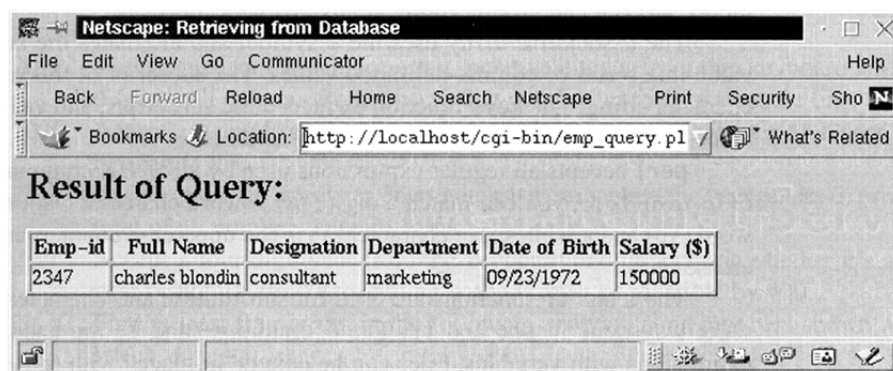 Netscape: Retrieving from Database
File Edit View Go Communicator Help
Back Forward Reload Home Search Netscape Print Security Sho N
Bookmarks Location: http://localhost/cgi-bin/emp_query.pl What's Related
Result of Query:
Emp-id Full Name Designation Department Date of Birth Salary ($)
2347 charles blondin consultant marketing 09/23/1972 150000